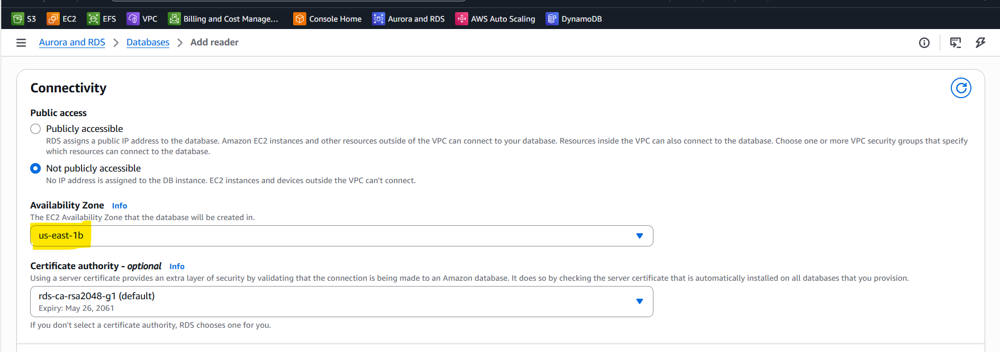 S3 EC2 EFS VPC Billing and Cost Manage... Console Home Aurora and RDS AWS Auto Scaling DynamoDB
Aurora and RDS > Databases > Add reader
Connectivity
Public access
Publicly accessible
RDS assigns a public IP address to the database. Amazon EC2 instances and other resources outside of the VPC can connect to your database. Resources inside the VPC can also connect to the database. Choose one or more VPC security groups that specify
which resources can connect to the database.
Not publicly accessible
No IP address is assigned to the DB instance. EC2 instances and devices outside the VPC can't connect.
Availability Zone Info
The EC2 Availability Zone that the database will be created in.
us-east-1b
Certificate authority - optional Info
Using a server certificate provides an extra layer of security by validating that the connection is being made to an Amazon database. It does so by checking the server certificate that is automatically installed on all databases that you provision.
rds-ca-rsa2048-g1 (default)
Expiry: May 26, 2061
If you don't select a certificate authority, RDS chooses one for you.